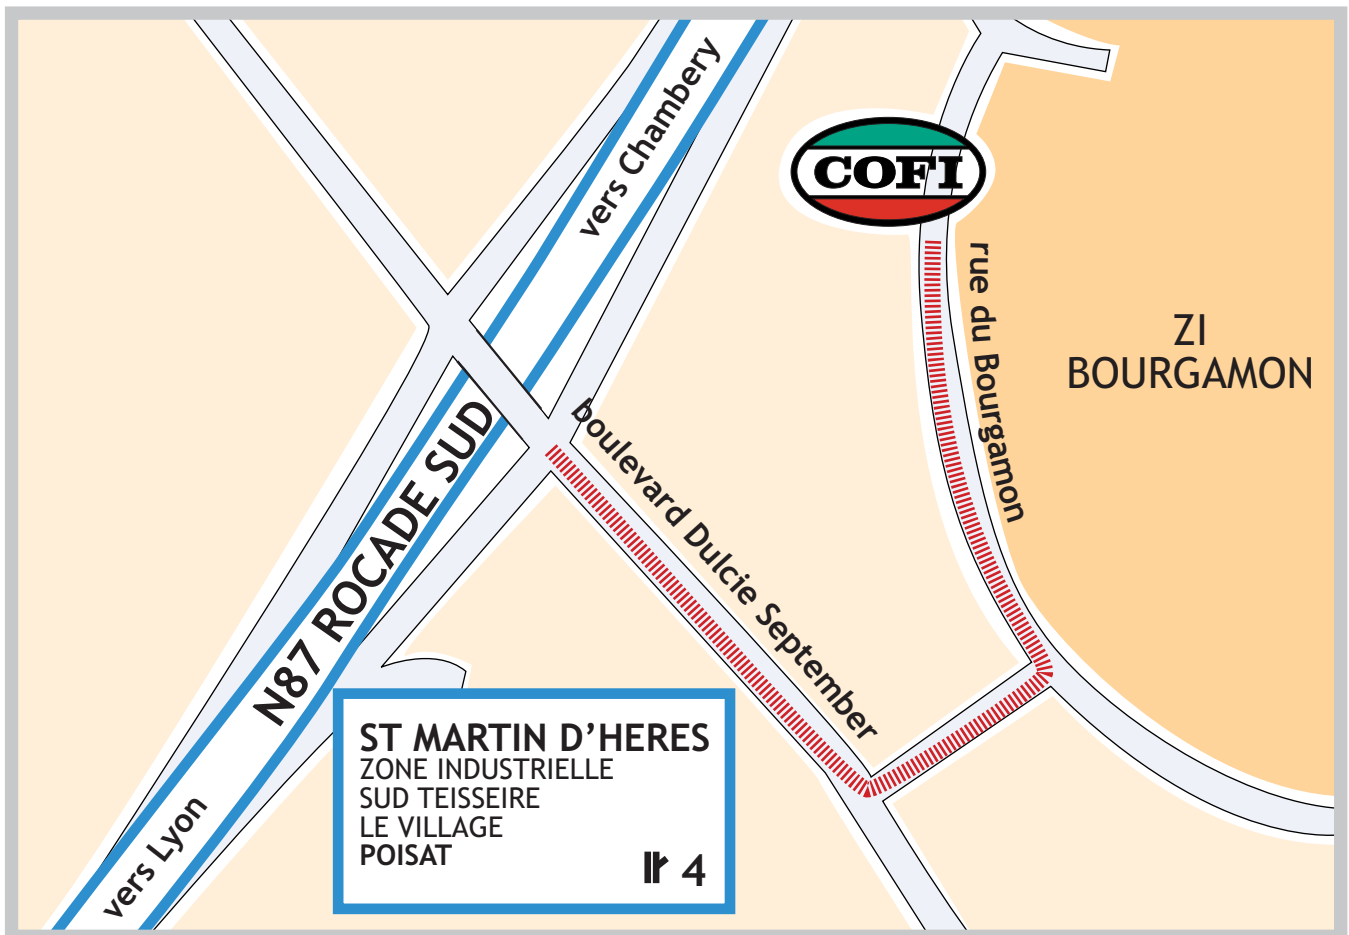 vers Chambery
COFI
rue du Bourgamon
ZI
BOURGAMON
boulevard Dulcie September
N87 ROCADE SUD
vers Lyon
ST MARTIN D’HERES
ZONE INDUSTRIELLE
SUD TEISSEIRE
LE VILLAGE
POISAT
4